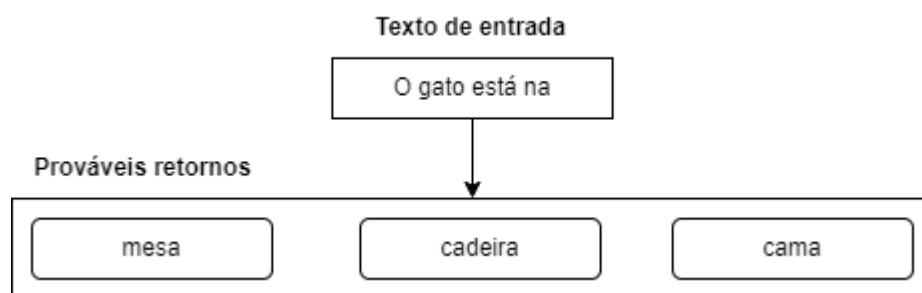 Texto de entrada
O gato está na
Prováveis retornos
mesa
cadeira
cama